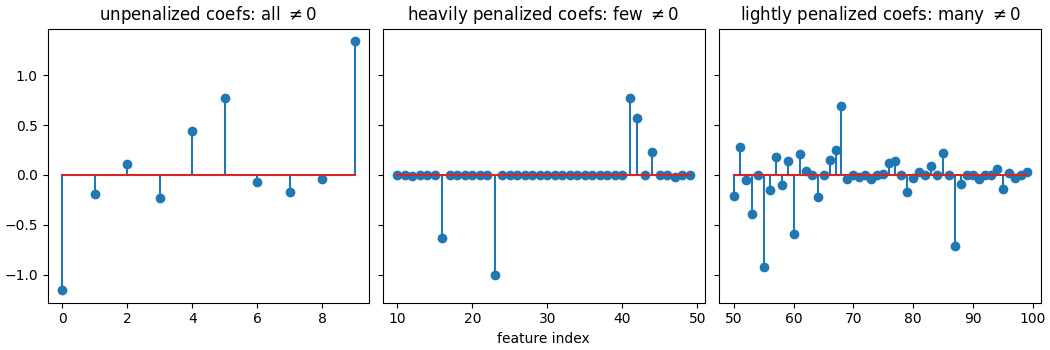 unpenalized coefs: all ≠0
heavily penalized coefs: few ≠0
lightly penalized coefs: many ≠0
1.0
0.5
0.0
−0.5
−1.0
0 2 4 6 8
10 20 30 40 50
50 60 70 80 90 100
feature index